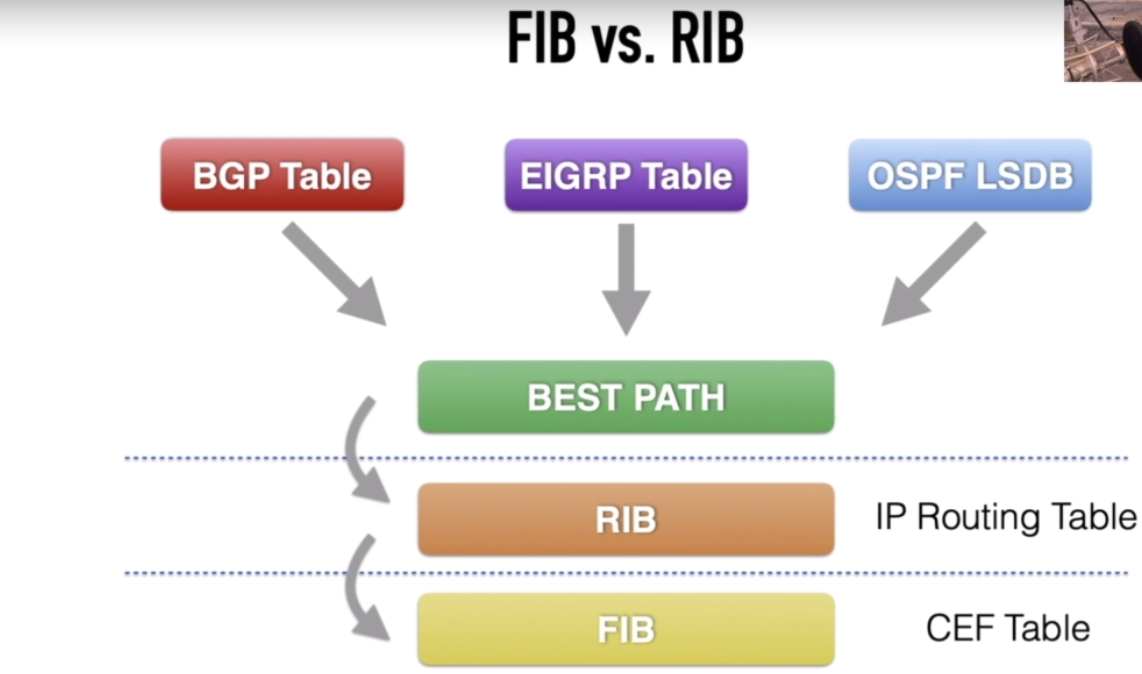 FIB vs. RIB
BGP Table
EIGRP Table
OSPF LSDB
BEST PATH
RIB
IP Routing Table
FIB
CEF Table